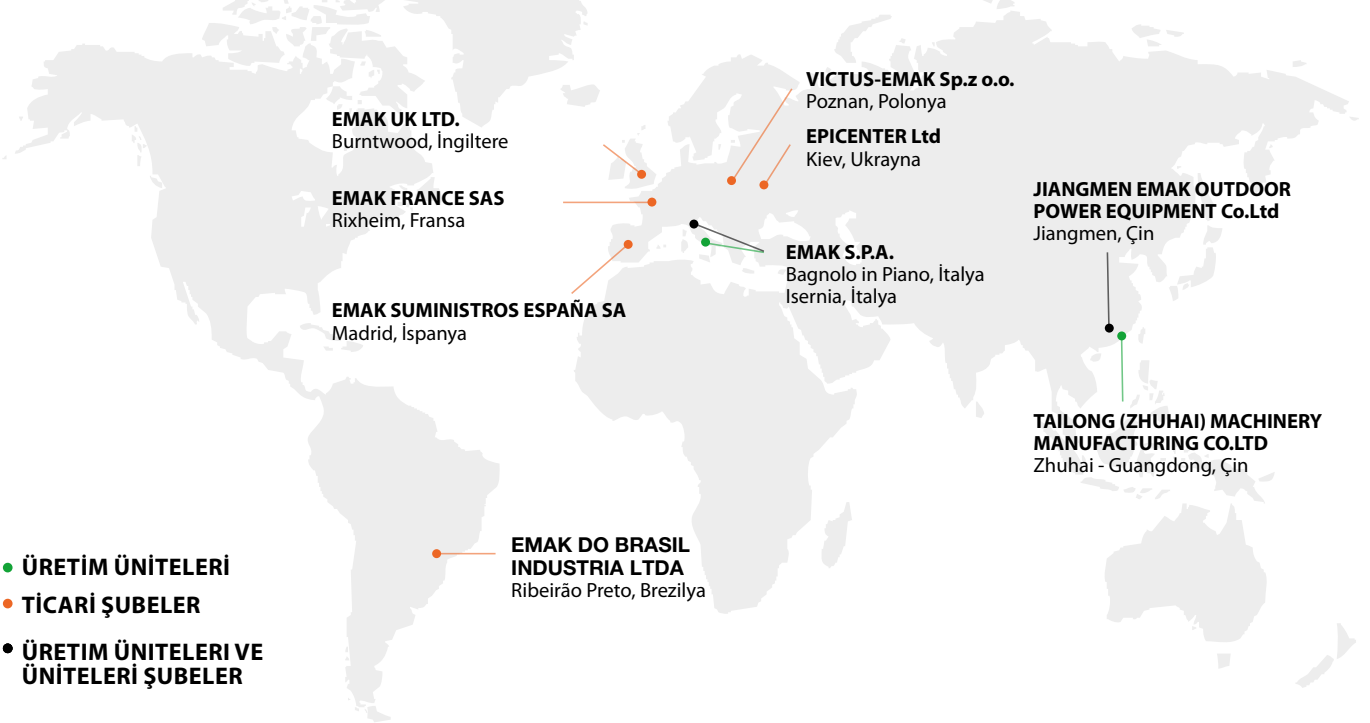 VICTUS-EMAK Sp.z o.o.
Poznan, Polonya
EMAK UK LTD.
Burntwood, İngiltere
EPICENTER Ltd
Kiev, Ukrayna
EMAK FRANCE SAS
Rixheim, Fransa
JIANGMEN EMAK OUTDOOR
POWER EQUIPMENT Co.Ltd
Jiangmen, Çin
EMAK S.P.A.
Bagnolo in Piano, İtalya
Isernia, İtalya
EMAK SUMINISTROS ESPAÑA SA
Madrid, İspanya
TAILONG (ZHUHAI) MACHINERY
MANUFACTURING CO.LTD
Zhuhai - Guangdong, Çin
EMAK DO BRASIL
INDUSTRIA LTDA
Ribeirão Preto, Brezilya
ÜRETİM ÜNİTELERİ
TİCARİ ŞUBELER
ÜRETIM ÜNITELERI VE
ÜNİTELERİ ŞUBELER